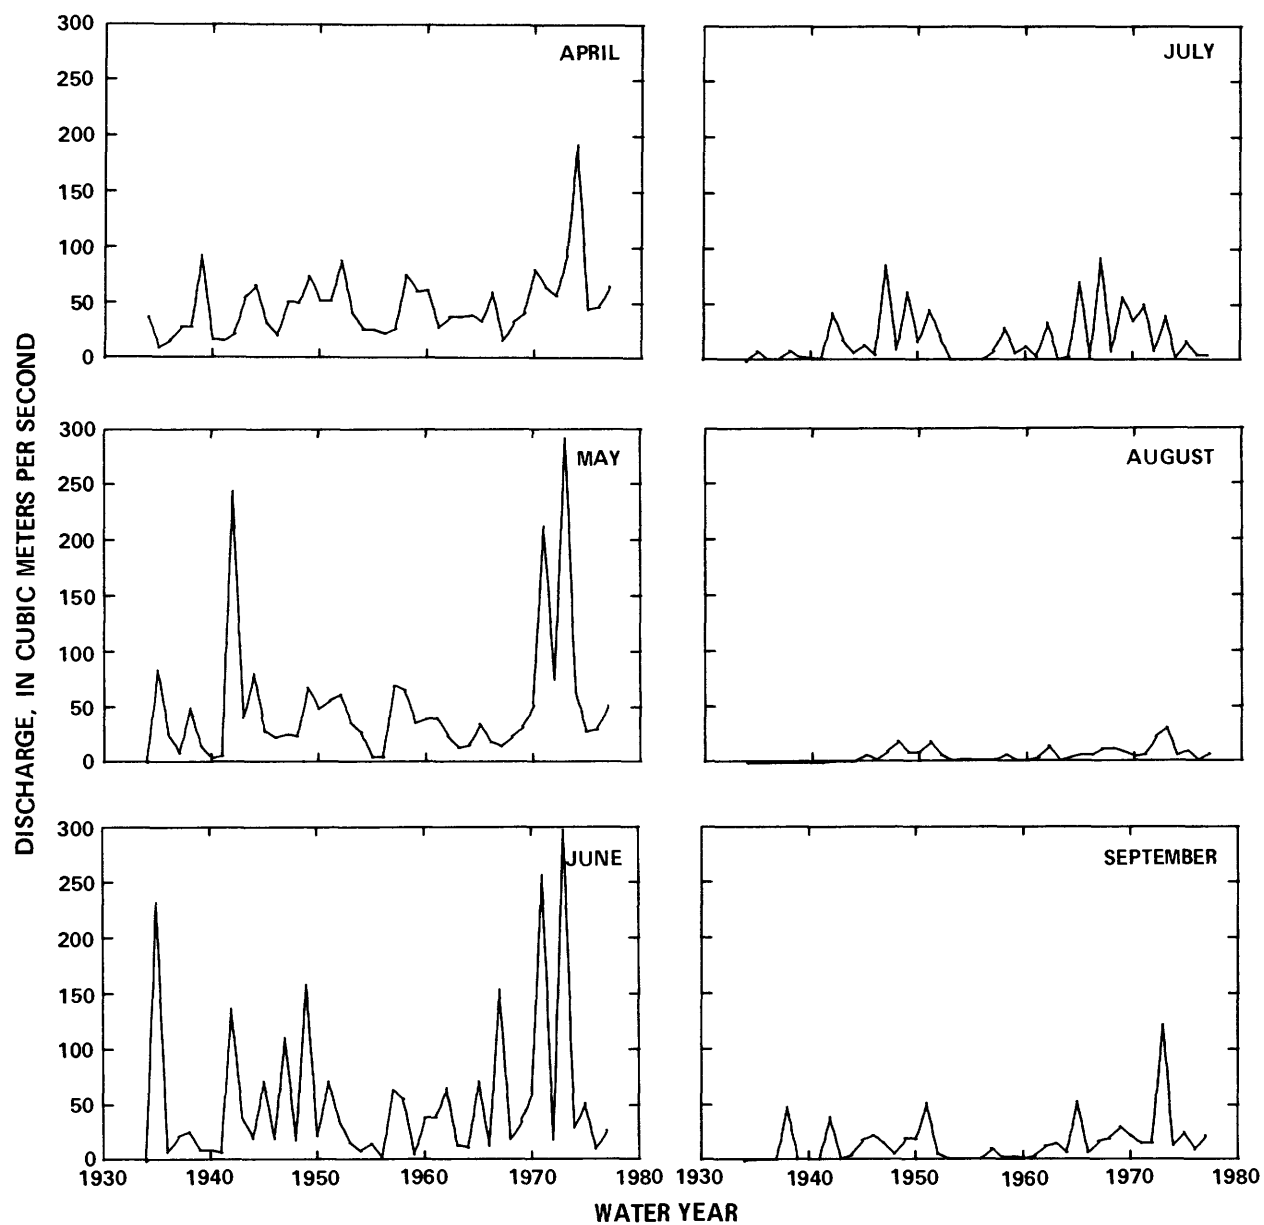 DISCHARGE, IN CUBIC METERS PER SECOND
300
250
200
150
100
50
0
APRIL
JULY
300
250
200
150
100
50
0
MAY
AUGUST
300
250
200
150
100
50
0
JUNE
SEPTEMBER
1930 1940 1950 1960 1970 1980 1930 1940 1950 1960 1970 1980
WATER YEAR